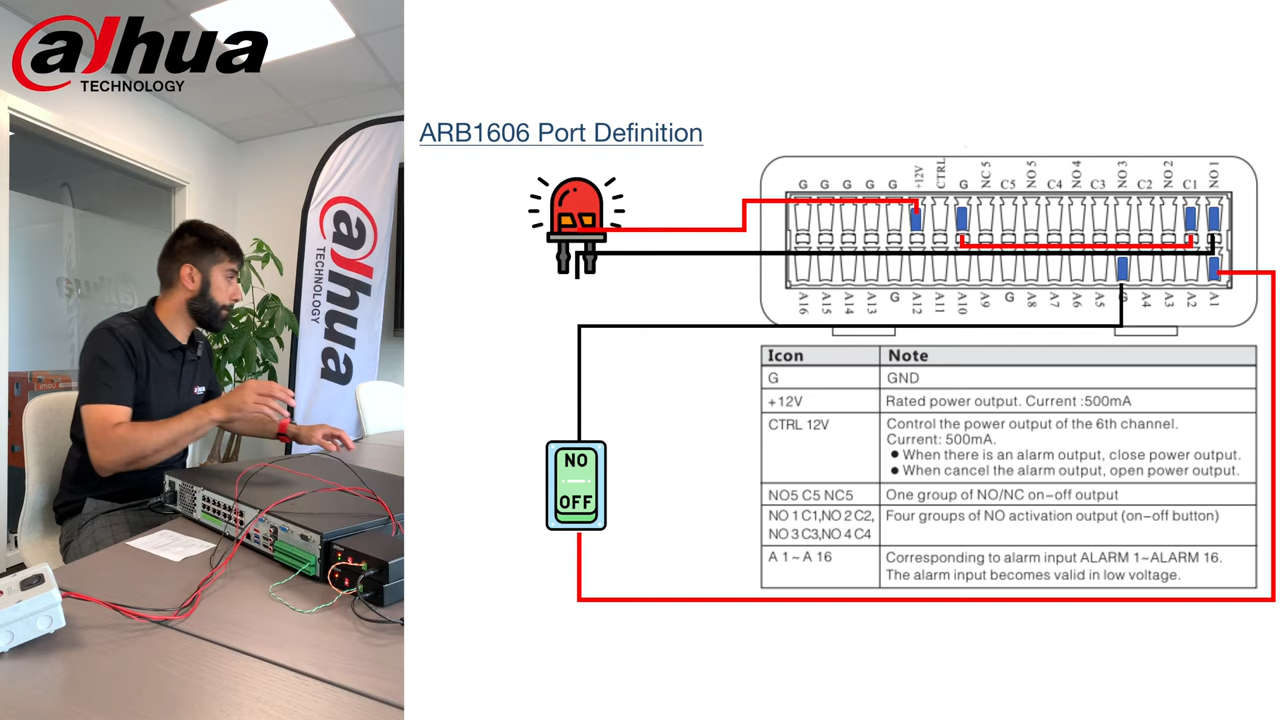 alhua
TECHNOLOGY
alhua
TECHNOLOGY
ARB1606 Port Definition
G G G G G +12V CTRL G NC 5 C5 NO 5 C4 NO 4 C3 NO 3 C2 NO 2 C1 NO 1
A16 A15 A14 A13 G A12 A11 A10 A9 G A8 A7 A6 A5 G A4 A3 A2 A1
NO
OFF
Icon Note
G GND
+12V Rated power output. Current :500mA
CTRL 12V Control the power output of the 6th channel.
Current: 500mA.
● When there is an alarm output, close power output.
● When cancel the alarm output, open power output.
NO5 C5 NC5 One group of NO/NC on-off output
NO 1 C1,NO 2 C2, Four groups of NO activation output (on-off button)
NO 3 C3,NO 4 C4
A 1 ~ A 16 Corresponding to alarm input ALARM 1~ALARM 16.
The alarm input becomes valid in low voltage.